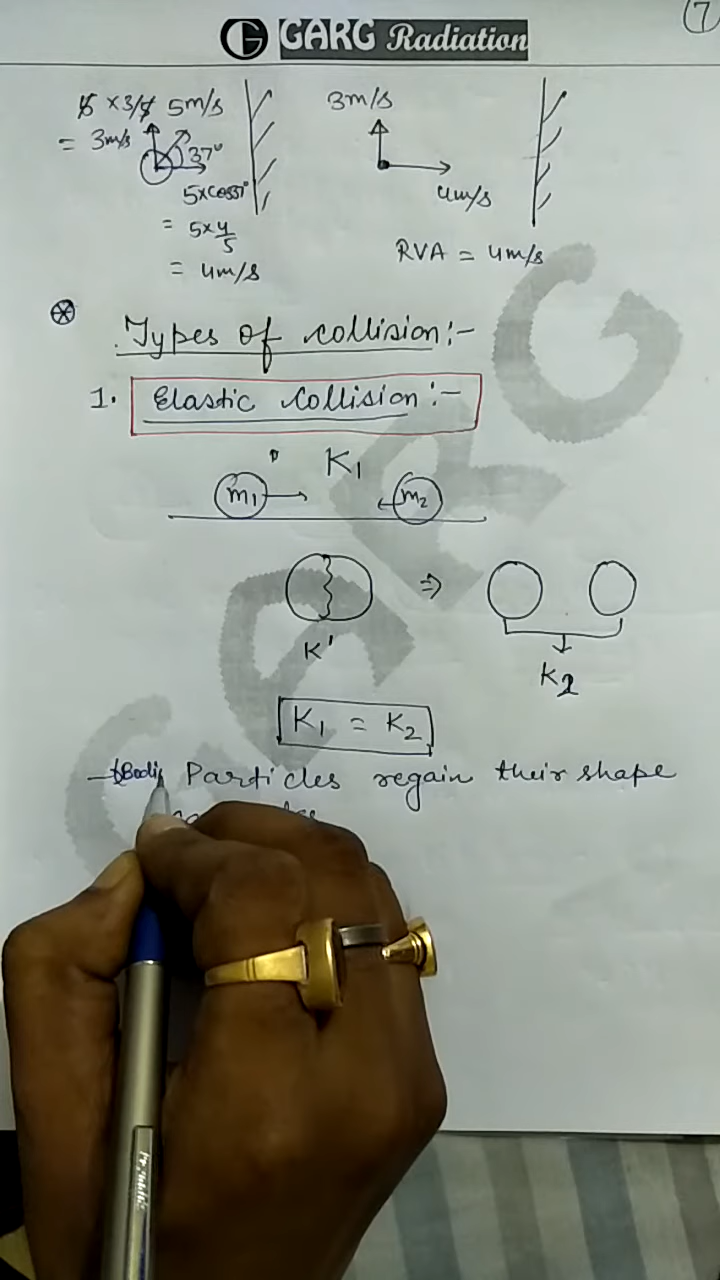 7
G GARG Radiation
5 × 3/5 5m/s
= 3m/s
37°
5×cos37°
= 5×4/5
= 4m/s
3m/s
4m/s
RVA = 4m/s
Types of collision:-
1. Elastic Collision:-
K1
m1 m2
K' ⇒
K2
K1 = K2
→ Particles regain their shape
GARG